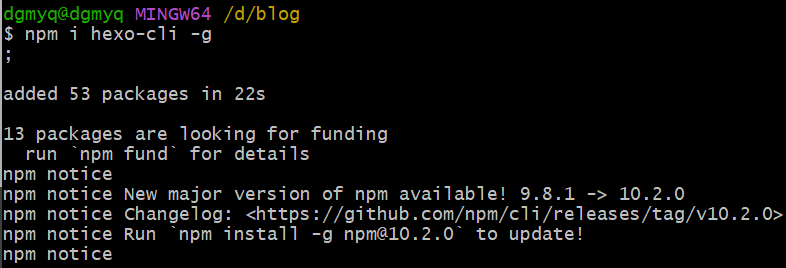 dgmyq@dgmyq MINGW64 /d/blog
$ npm i hexo-cli -g
;
added 53 packages in 22s
13 packages are looking for funding
  run `npm fund` for details
npm notice
npm notice New major version of npm available! 9.8.1 -> 10.2.0
npm notice Changelog: <https://github.com/npm/cli/releases/tag/v10.2.0>
npm notice Run `npm install -g npm@10.2.0` to update!
npm notice